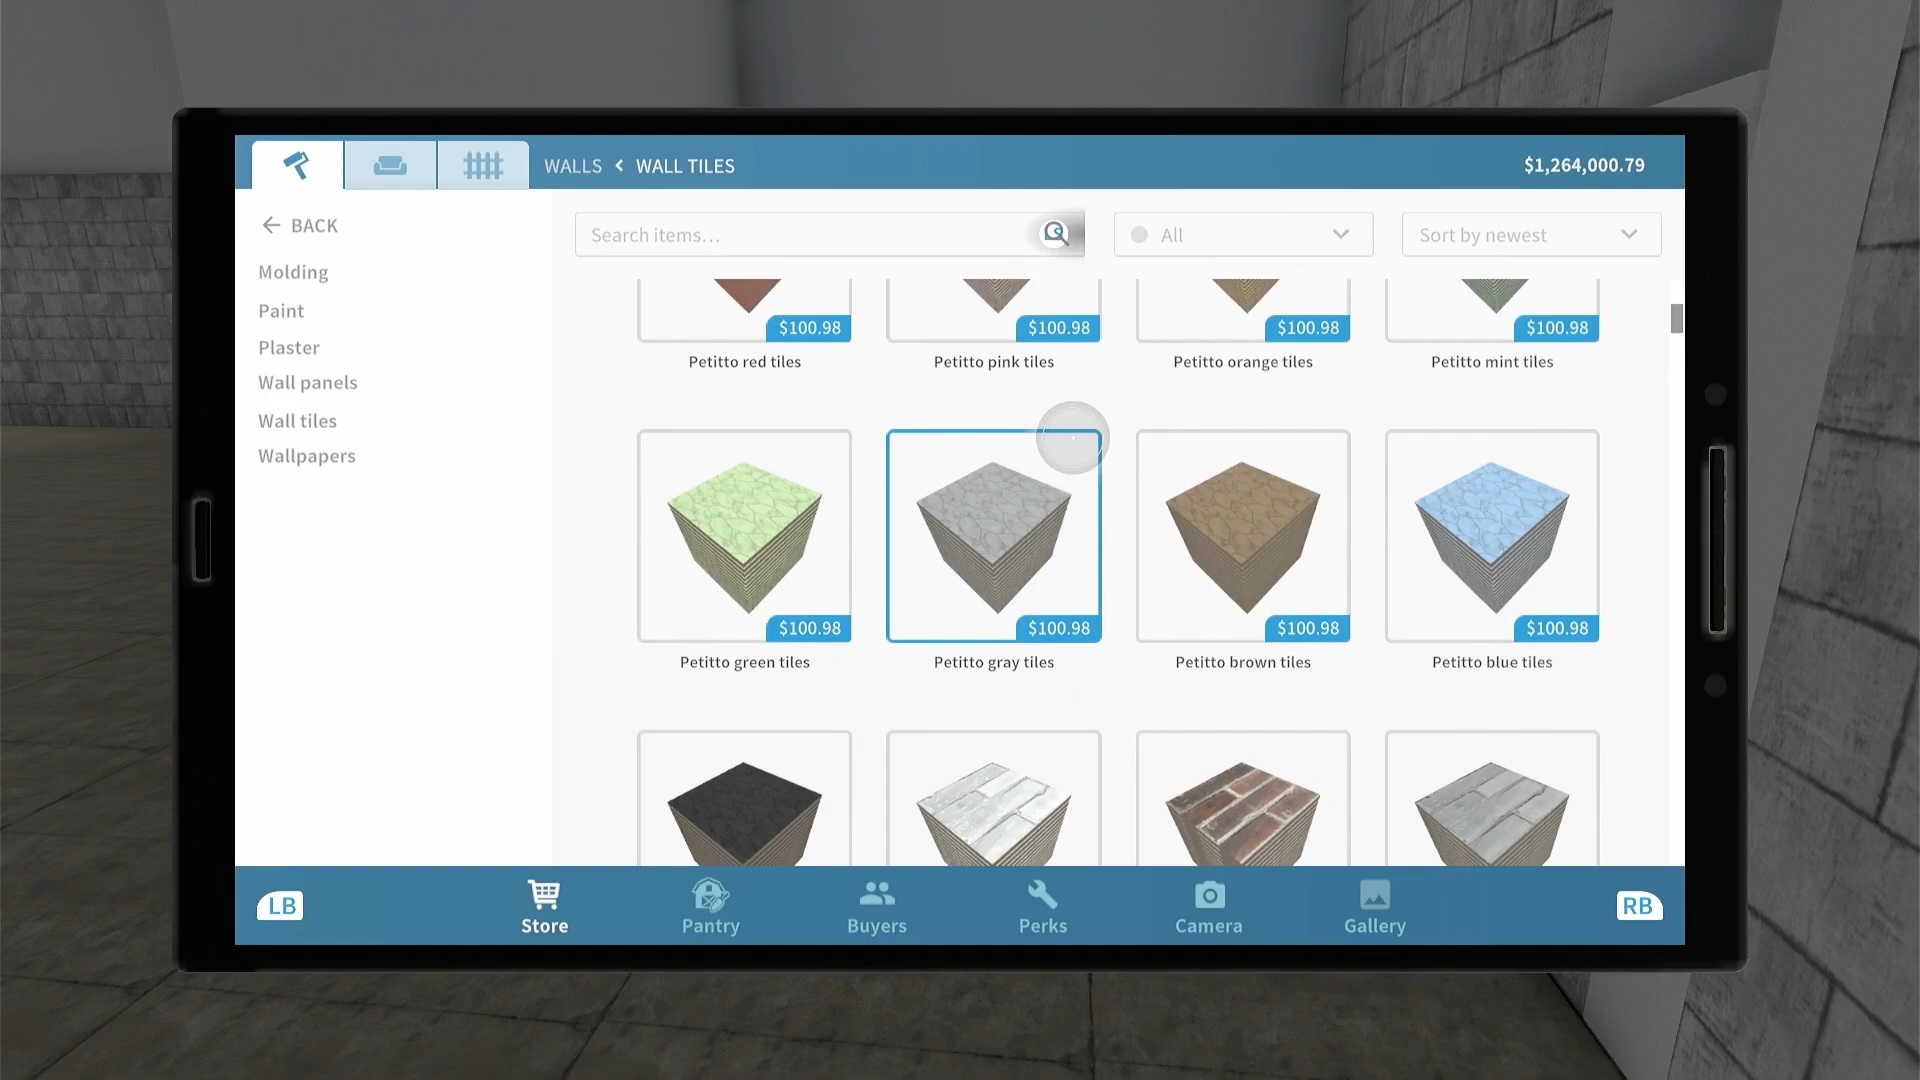 WALLS < WALL TILES
$1,264,000.79
BACK
Molding
Paint
Plaster
Wall panels
Wall tiles
Wallpapers
Search items...
All
Sort by newest
$100.98 $100.98 $100.98 $100.98
Petitto red tiles Petitto pink tiles Petitto orange tiles Petitto mint tiles
$100.98 $100.98 $100.98 $100.98
Petitto green tiles Petitto gray tiles Petitto brown tiles Petitto blue tiles
LB
Store Pantry Buyers Perks Camera Gallery
RB